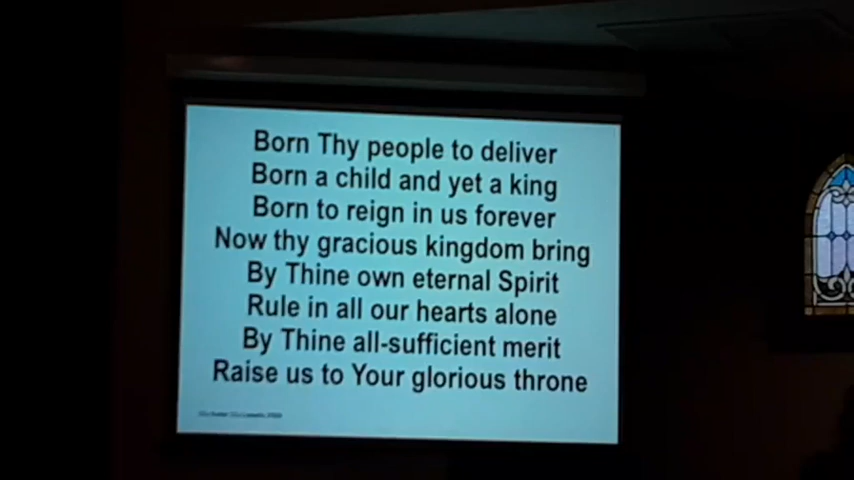 Born Thy people to deliver
Born a child and yet a king
Born to reign in us forever
Now thy gracious kingdom bring
By Thine own eternal Spirit
Rule in all our hearts alone
By Thine all-sufficient merit
Raise us to Your glorious throne